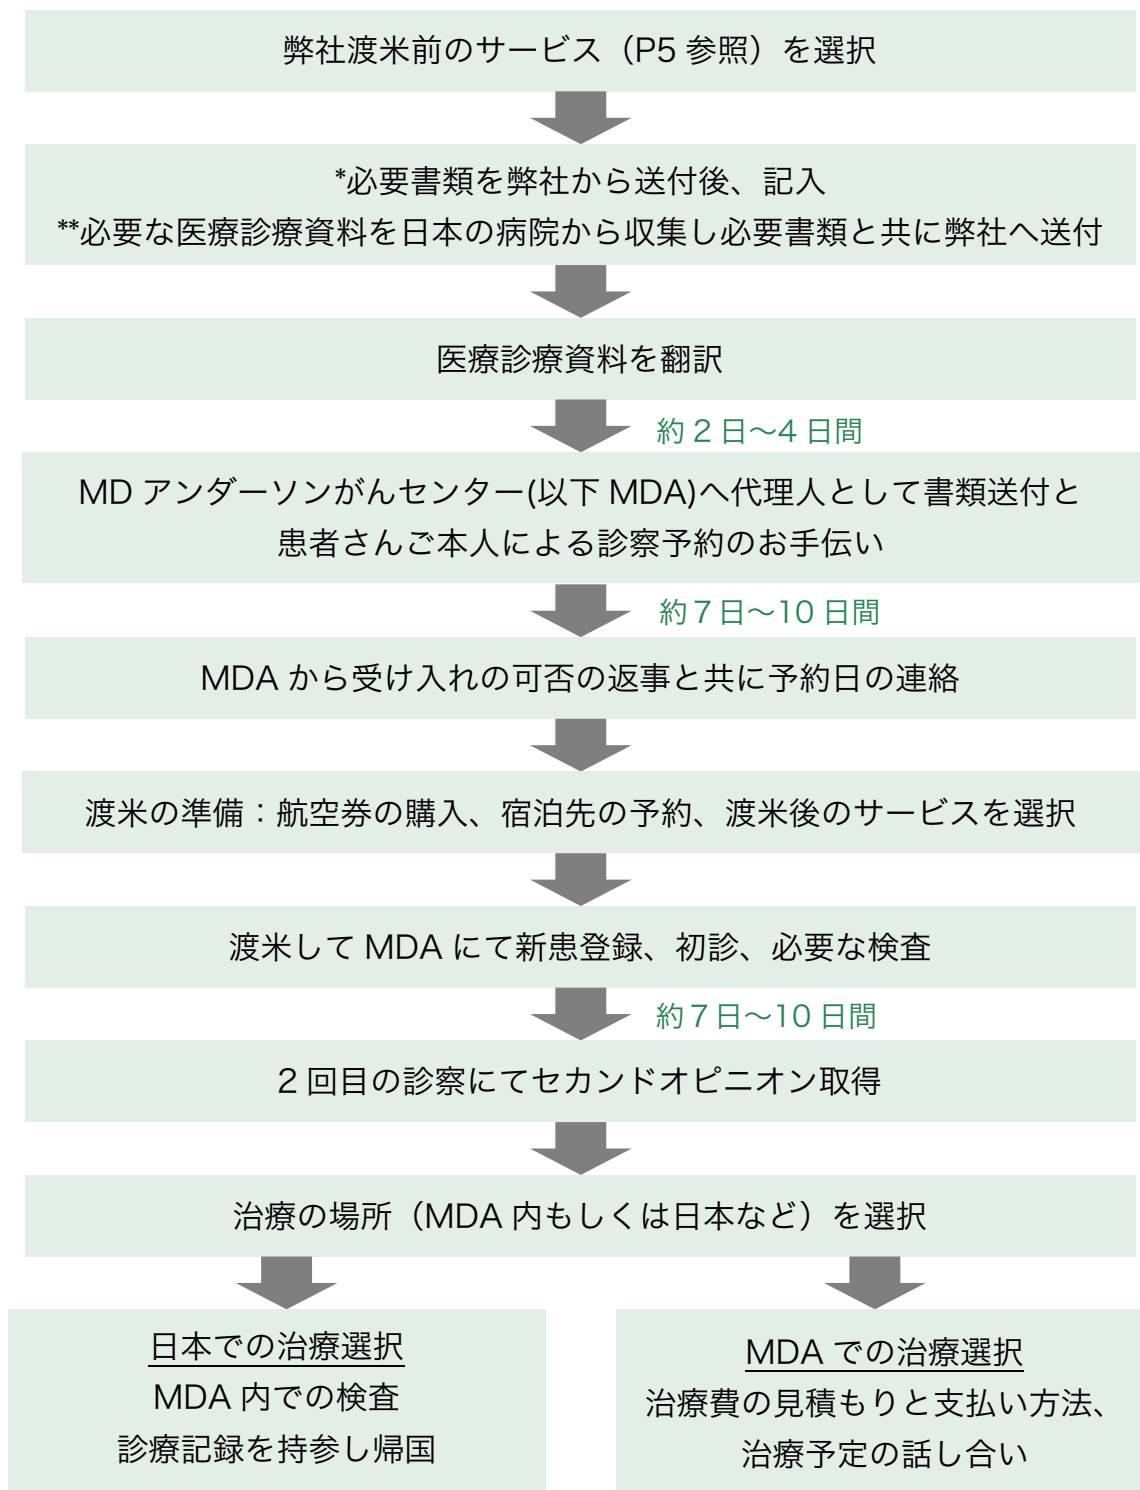 弊社渡米前のサービス（P5 参照）を選択
*必要書類を弊社から送付後、記入
**必要な医療診療資料を日本の病院から収集し必要書類と共に弊社へ送付
医療診療資料を翻訳
約 2 日〜4 日間
MD アンダーソンがんセンター(以下 MDA)へ代理人として書類送付と
患者さんご本人による診察予約のお手伝い
約 7 日〜10 日間
MDA から受け入れの可否の返事と共に予約日の連絡
渡米の準備：航空券の購入、宿泊先の予約、渡米後のサービスを選択
渡米して MDA にて新患登録、初診、必要な検査
約 7 日〜10 日間
2 回目の診察にてセカンドオピニオン取得
治療の場所（MDA 内もしくは日本など）を選択
日本での治療選択
MDA 内での検査
診療記録を持参し帰国
MDA での治療選択
治療費の見積もりと支払い方法、
治療予定の話し合い